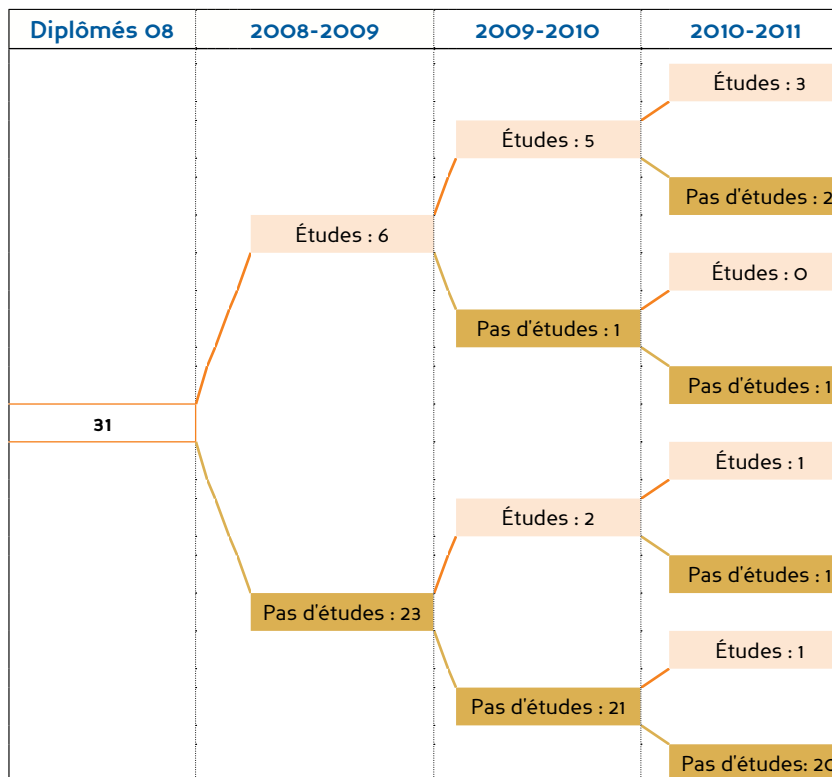 Diplômés 08 2008-2009 2009-2010 2010-2011
Études : 3
Études : 5
Pas d'études : 2
Études : 6
Études : 0
Pas d'études : 1
Pas d'études : 1
31
Études : 1
Études : 2
Pas d'études : 1
Pas d'études : 23
Études : 1
Pas d'études : 21
Pas d'études: 20